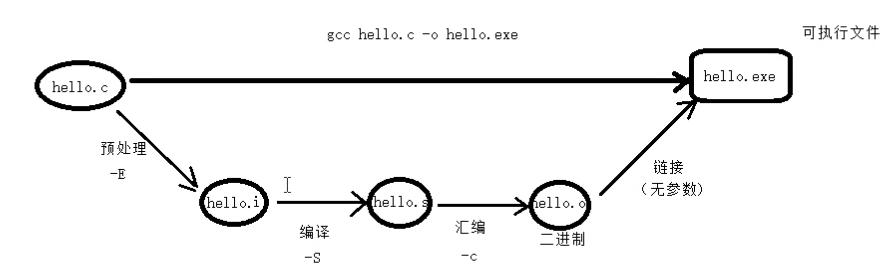 gcc hello.c -o hello.exe
可执行文件
hello.c
hello.exe
预处理
-E
链接
(无参数)
hello.i
hello.s
hello.o
编译
-S
汇编
-c
二进制